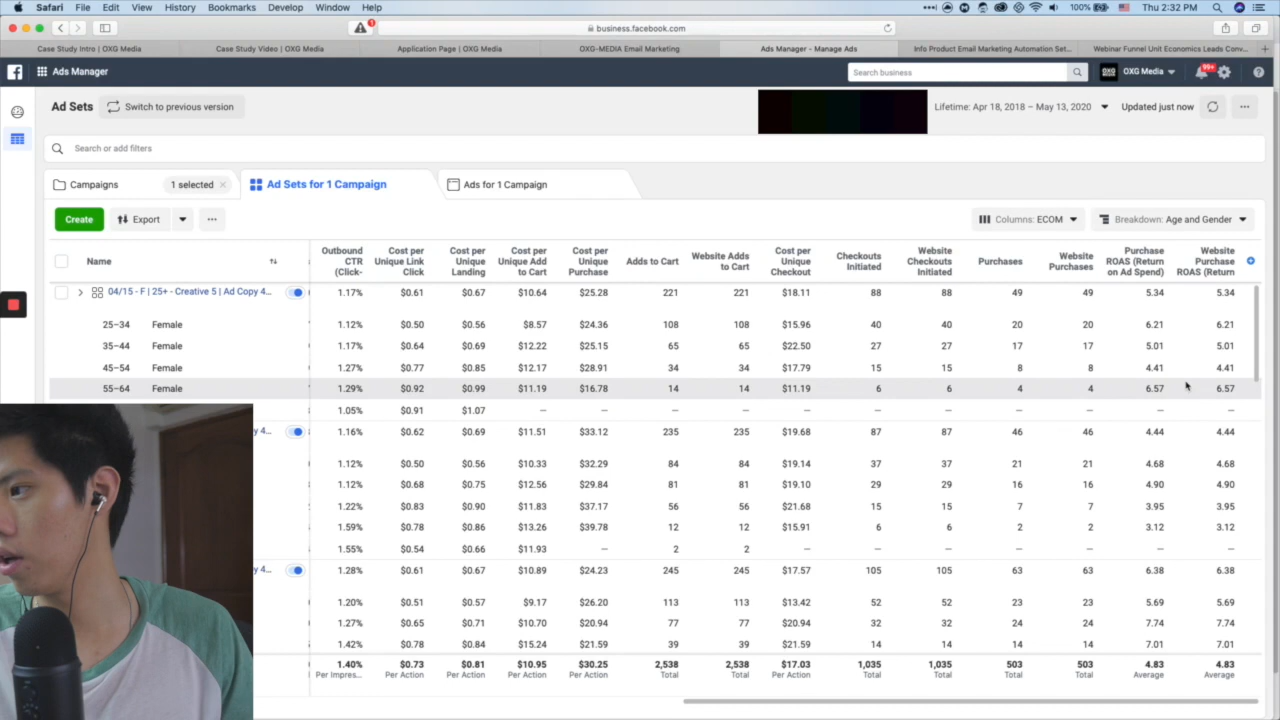 Safari File Edit View History Bookmarks Develop Window Help 100% Thu 2:32 PM
1 business.facebook.com
Case Study Intro | OXG Media Case Study Video | OXG Media Application Page | OXG Media OXG-MEDIA Email Marketing Ads Manager - Manage Ads Info Product Email Marketing Automation Set... Webinar Funnel Unit Economics Leads Conv...
Ads Manager Search business OXG OXG Media 99+
Ad Sets Switch to previous version Lifetime: Apr 18, 2018 – May 13, 2020 Updated just now
Search or add filters
Campaigns 1 selected Ad Sets for 1 Campaign Ads for 1 Campaign
Create Export Columns: ECOM Breakdown: Age and Gender
Outbound Cost per Cost per Cost per Cost per Cost per Website Purchase Website
Name CTR Unique Link Unique Unique Add Unique Adds to Cart Website Adds Unique Checkouts Checkouts Purchases Website ROAS (Return Purchase
(Click- Click Landing to Cart Purchase to Cart Checkout Initiated Initiated Purchases on Ad Spend) ROAS (Return
04/15 - F | 25+ - Creative 5 | Ad Copy 4... 1.17% $0.61 $0.67 $10.64 $25.28 221 221 $18.11 88 88 49 49 5.34 5.34
25–34 Female 1.12% $0.50 $0.56 $8.57 $24.36 108 108 $15.96 40 40 20 20 6.21 6.21
35–44 Female 1.17% $0.64 $0.69 $12.22 $25.15 65 65 $22.50 27 27 17 17 5.01 5.01
45–54 Female 1.27% $0.77 $0.85 $12.17 $28.91 34 34 $17.79 15 15 8 8 4.41 4.41
55–64 Female 1.29% $0.92 $0.99 $11.19 $16.78 14 14 $11.19 6 6 4 4 6.57 6.57
1.05% $0.91 $1.07 — — — — — — — — — — —
y 4... 1.16% $0.62 $0.69 $11.51 $33.12 235 235 $19.68 87 87 46 46 4.44 4.44
1.12% $0.50 $0.56 $10.33 $32.29 84 84 $19.14 37 37 21 21 4.68 4.68
1.12% $0.68 $0.75 $12.56 $29.84 81 81 $19.10 29 29 16 16 4.90 4.90
1.22% $0.83 $0.90 $11.83 $37.17 56 56 $21.68 15 15 7 7 3.95 3.95
1.59% $0.78 $0.86 $13.26 $39.78 12 12 $15.91 6 6 2 2 3.12 3.12
1.55% $0.54 $0.66 $11.93 — 2 2 — — — — — — —
y 4... 1.28% $0.61 $0.67 $10.89 $24.23 245 245 $17.57 105 105 63 63 6.38 6.38
1.20% $0.51 $0.57 $9.17 $26.20 113 113 $13.42 52 52 23 23 5.69 5.69
1.27% $0.65 $0.71 $10.70 $20.94 77 77 $20.94 32 32 24 24 7.74 7.74
1.42% $0.78 $0.84 $15.24 $21.59 39 39 $21.59 14 14 14 14 7.01 7.01
1.40% $0.73 $0.81 $10.95 $30.25 2,538 2,538 $17.03 1,035 1,035 503 503 4.83 4.83
Per Impres... Per Action Per Action Per Action Per Action Total Total Per Action Total Total Total Total Average Average